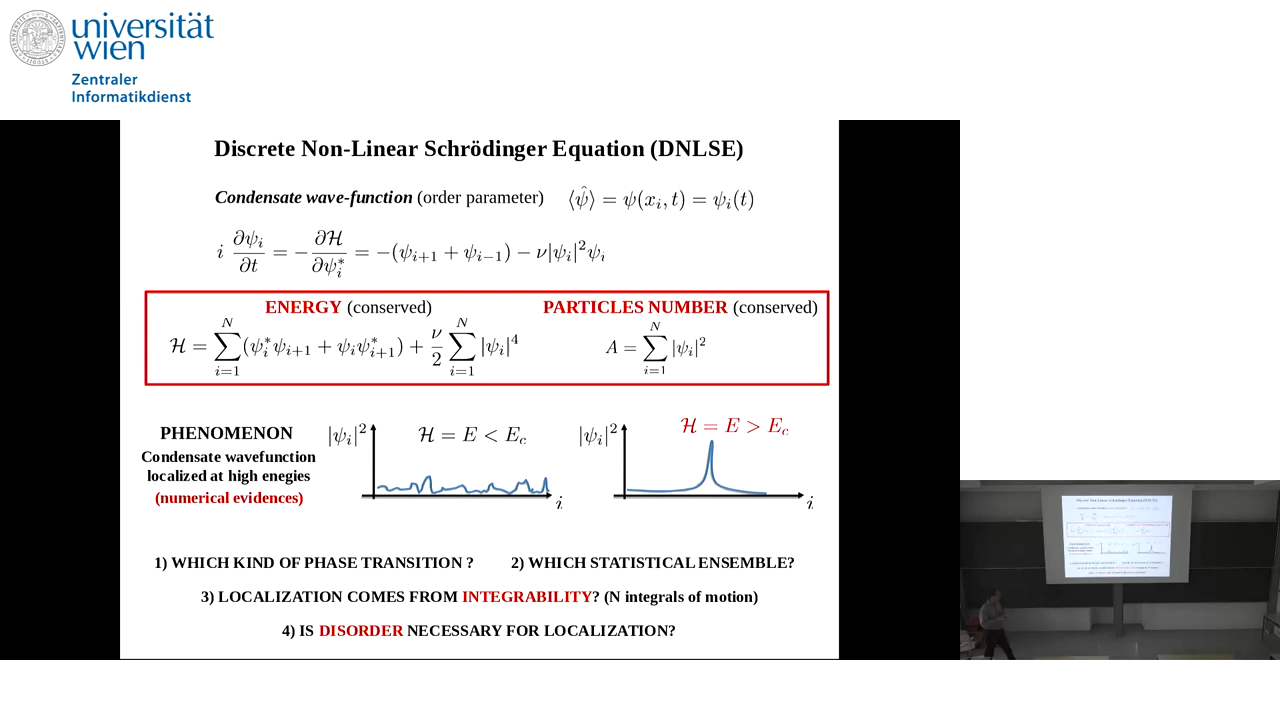 universität
wien
Zentraler
Informatikdienst
Discrete Non-Linear Schrödinger Equation (DNLSE)
Condensate wave-function (order parameter) ⟨ψ̂⟩ = ψ(x_i, t) = ψ_i(t)
i ∂ψ_i/∂t = −∂ℋ/∂ψ_i^* = −(ψ_{i+1} + ψ_{i−1}) − ν|ψ_i|²ψ_i
ENERGY (conserved) PARTICLES NUMBER (conserved)
ℋ = ∑_{i=1}^{N} (ψ_i^*ψ_{i+1} + ψ_iψ_{i+1}^*) + ν/2 ∑_{i=1}^{N} |ψ_i|⁴ A = ∑_{i=1}^{N} |ψ_i|²
PHENOMENON
Condensate wavefunction
localized at high enegies
(numerical evidences)
|ψ_i|² ℋ = E < E_c i
|ψ_i|² ℋ = E > E_c i
1) WHICH KIND OF PHASE TRANSITION ? 2) WHICH STATISTICAL ENSEMBLE?
3) LOCALIZATION COMES FROM INTEGRABILITY? (N integrals of motion)
4) IS DISORDER NECESSARY FOR LOCALIZATION?